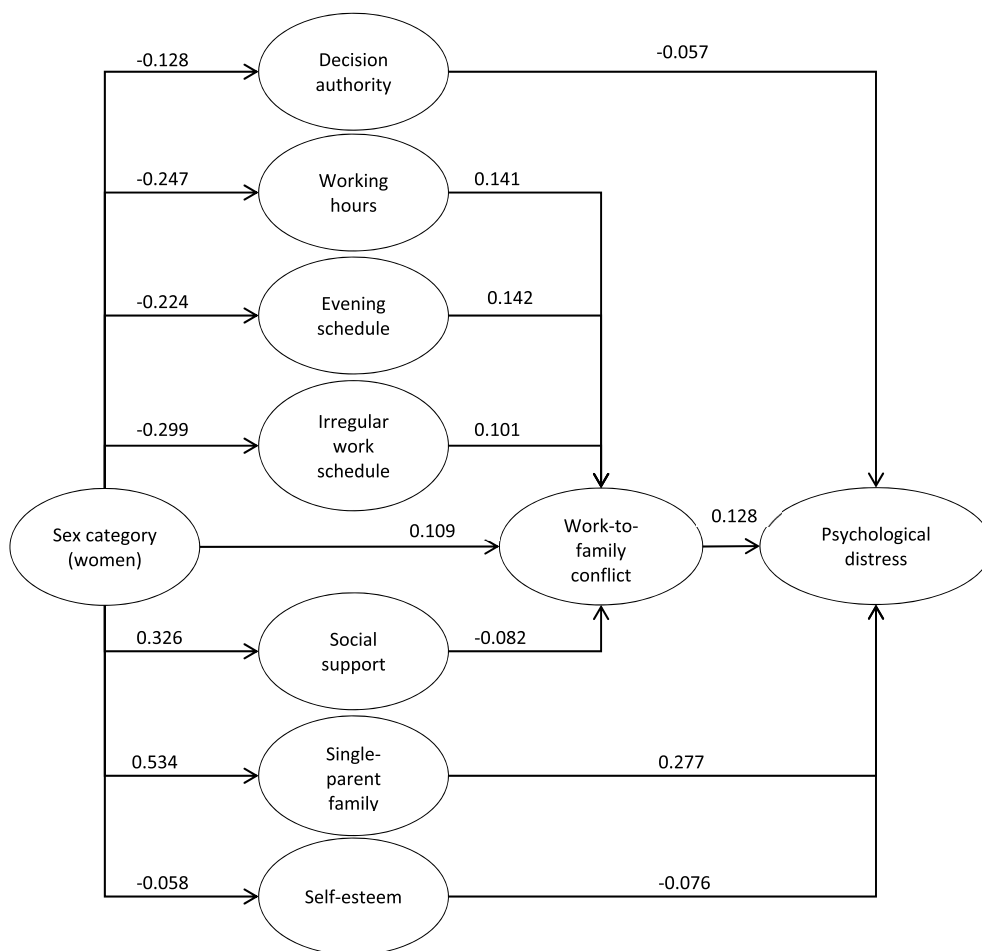 -0.128
Decision
authority
-0.057
-0.247
Working
hours
0.141
-0.224
Evening
schedule
0.142
-0.299
Irregular
work
schedule
0.101
Sex category
(women)
0.109
Work-to-
family
conflict
0.128
Psychological
distress
0.326
Social
support
-0.082
0.534
Single-
parent
family
0.277
-0.058
Self-esteem
-0.076